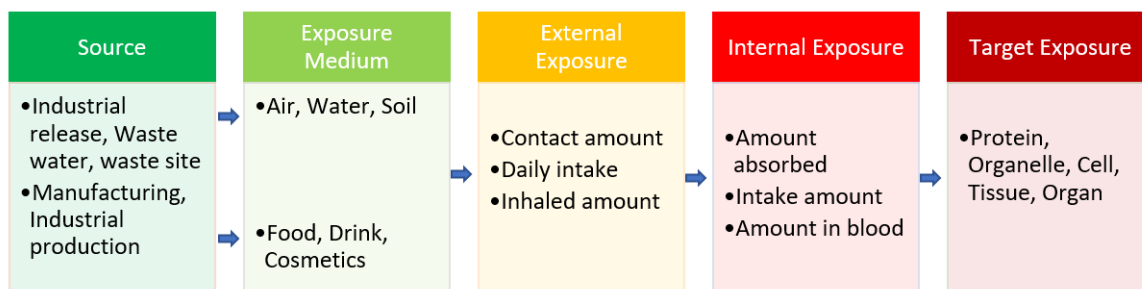 Source
•Industrial
release, Waste
water, waste site
•Manufacturing,
Industrial
production
Exposure
Medium
•Air, Water, Soil
•Food, Drink,
Cosmetics
External
Exposure
•Contact amount
•Daily intake
•Inhaled amount
Internal Exposure
•Amount
absorbed
•Intake amount
•Amount in blood
Target Exposure
•Protein,
Organelle, Cell,
Tissue, Organ